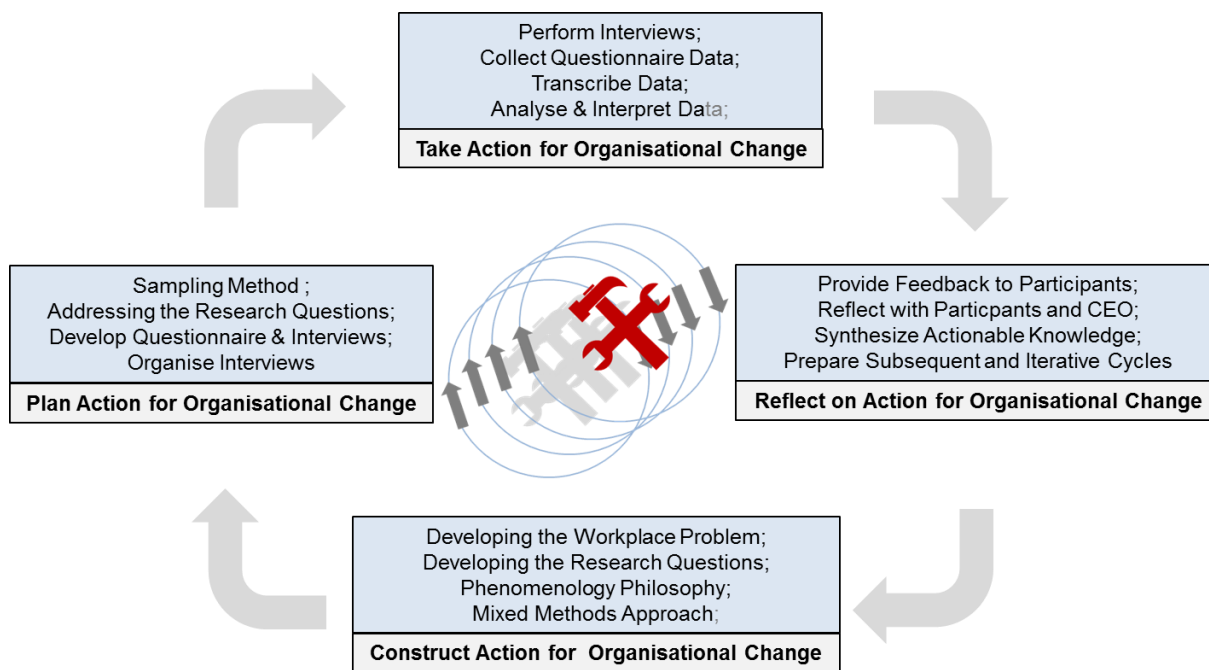 Perform Interviews;
Collect Questionnaire Data;
Transcribe Data;
Analyse & Interpret Data;
Take Action for Organisational Change
Sampling Method ;
Addressing the Research Questions;
Develop Questionnaire & Interviews;
Organise Interviews
Plan Action for Organisational Change
Provide Feedback to Participants;
Reflect with Particpants and CEO;
Synthesize Actionable Knowledge;
Prepare Subsequent and Iterative Cycles
Reflect on Action for Organisational Change
Developing the Workplace Problem;
Developing the Research Questions;
Phenomenology Philosophy;
Mixed Methods Approach;
Construct Action for Organisational Change